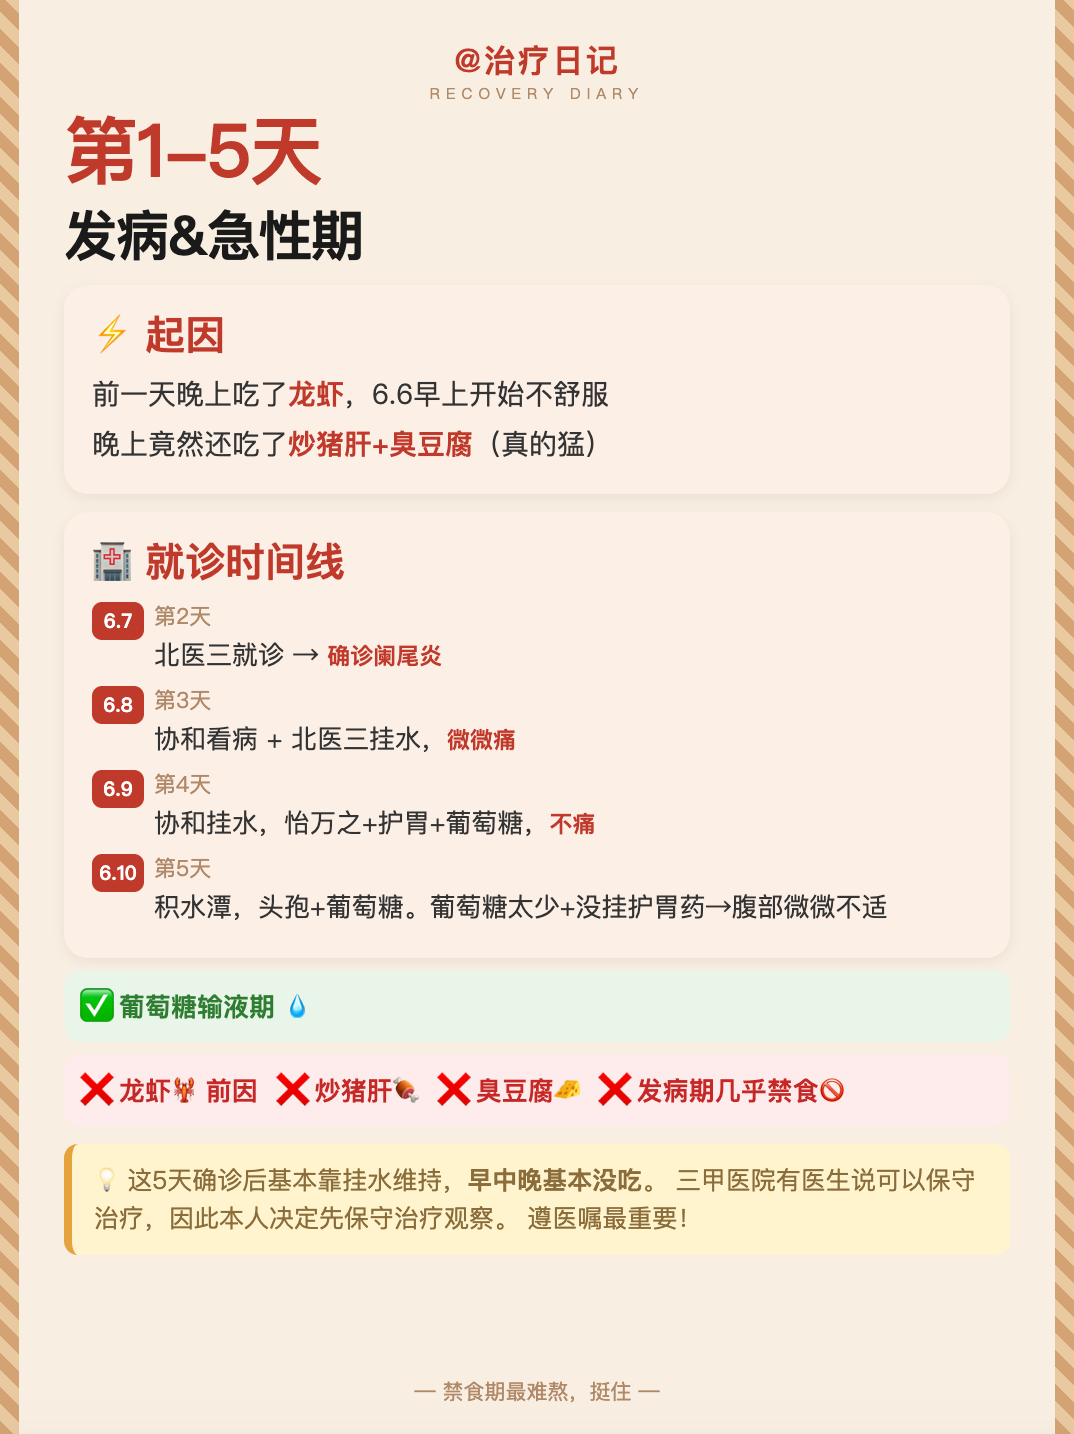 @治疗日记
RECOVERY DIARY
第1–5天
发病&急性期
⚡ 起因
前一天晚上吃了龙虾，6.6早上开始不舒服
晚上竟然还吃了炒猪肝+臭豆腐（真的猛）
🏥 就诊时间线
6.7 第2天
北医三就诊 → 确诊阑尾炎
6.8 第3天
协和看病 + 北医三挂水，微微痛
6.9 第4天
协和挂水，怡万之+护胃+葡萄糖，不痛
6.10 第5天
积水潭，头孢+葡萄糖。葡萄糖太少+没挂护胃药→腹部微微不适
✅葡萄糖输液期 💧
❌龙虾🦞 前因 ❌炒猪肝🍖 ❌臭豆腐🧀 ❌发病期几乎禁食🚫
💡 这5天确诊后基本靠挂水维持，早中晚基本没吃。 三甲医院有医生说可以保守
治疗，因此本人决定先保守治疗观察。 遵医嘱最重要！
— 禁食期最难熬，挺住 —